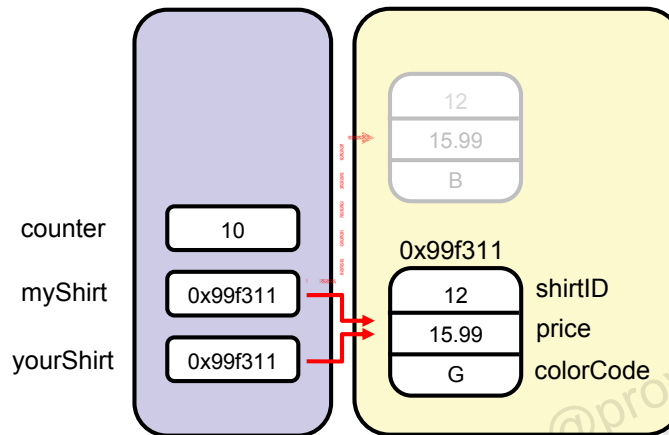 12
15.99
B
counter
10
0x99f311
myShirt
0x99f311
12
shirtID
15.99
price
yourShirt
0x99f311
G
colorCode